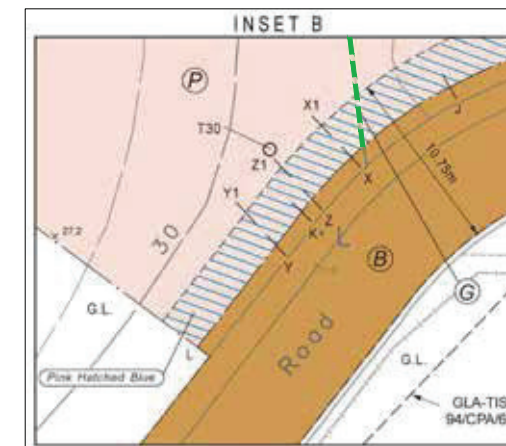 INSET B
P
X1
T30
Z1
X
J
10.75m
Y1
Z
K
L
27.2
Y
B
30
G
G.L.
Road
L
G.L.
Pink Hatched Blue
GLA-TIS
94/CPA/6